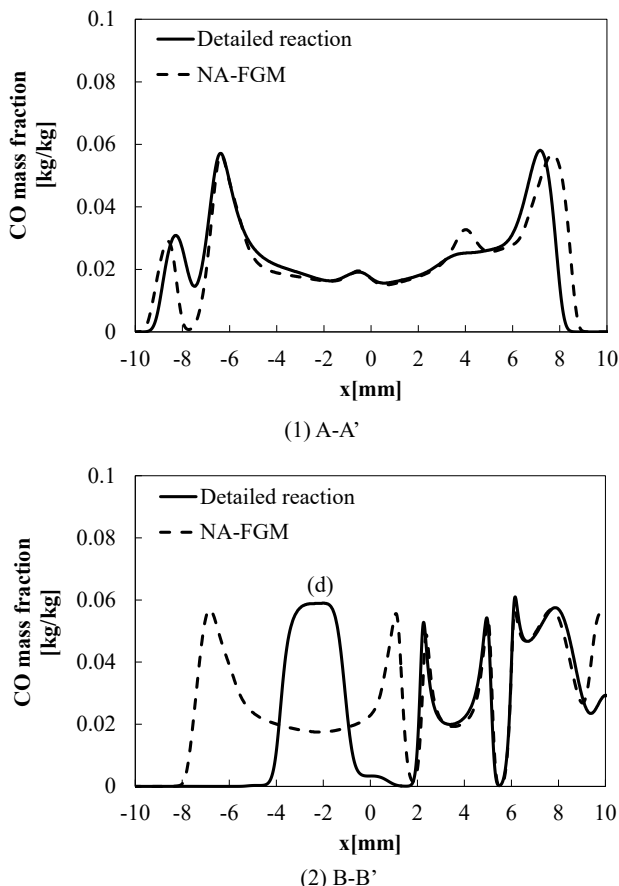 0.1
Detailed reaction
NA-FGM
0.08
0.06
0.04
0.02
0
CO mass fraction
[kg/kg]
-10 -8 -6 -4 -2 0 2 4 6 8 10
x[mm]
(1) A-A’
0.1
Detailed reaction
NA-FGM
0.08
(d)
0.06
0.04
0.02
0
CO mass fraction
[kg/kg]
-10 -8 -6 -4 -2 0 2 4 6 8 10
x[mm]
(2) B-B’